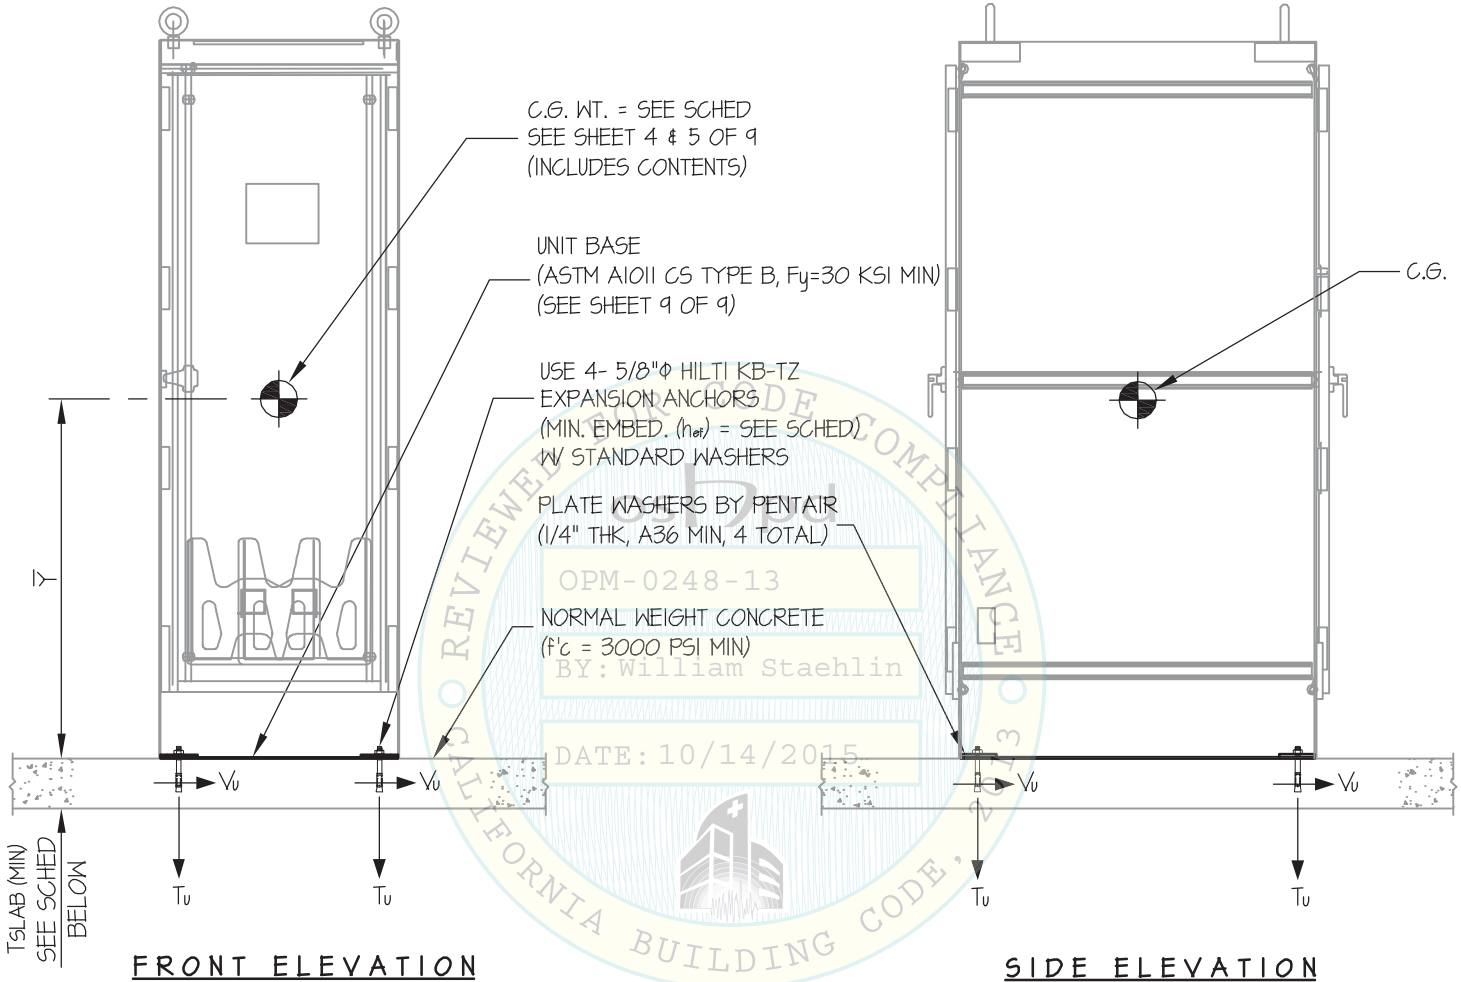 C.G. WT. = SEE SCHED
SEE SHEET 4 & 5 OF 9
(INCLUDES CONTENTS)
UNIT BASE
(ASTM A1011 CS TYPE B, Fy=30 KSI MIN)
(SEE SHEET 9 OF 9)
USE 4- 5/8"Φ HILTI KB-TZ
EXPANSION ANCHORS
(MIN. EMBED. (hef) = SEE SCHED)
W/ STANDARD WASHERS
PLATE WASHERS BY PENTAIR
(1/4" THK, A36 MIN, 4 TOTAL)
NORMAL WEIGHT CONCRETE
(f'c = 3000 PSI MIN)
C.G.
Y̅
TSLAB (MIN)
SEE SCHED
BELOW
Vu
Vu
Vu
Vu
Tu
Tu
Tu
Tu
FRONT ELEVATION
SIDE ELEVATION
REVIEWED FOR CODE COMPLIANCE
oshpd
OPM-0248-13
BY: William Staehlin
DATE: 10/14/2015
CALIFORNIA BUILDING CODE, 2013